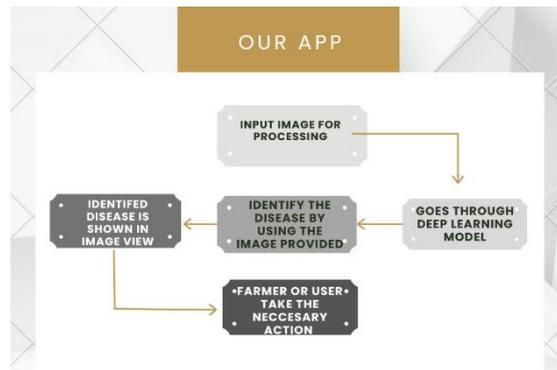 OUR APP
INPUT IMAGE FOR
PROCESSING
GOES THROUGH
DEEP LEARNING
MODEL
IDENTIFY THE
DISEASE BY
USING THE
IMAGE PROVIDED
IDENTIFED
DISEASE IS
SHOWN IN
IMAGE VIEW
FARMER OR USER
TAKE THE
NECCESARY
ACTION